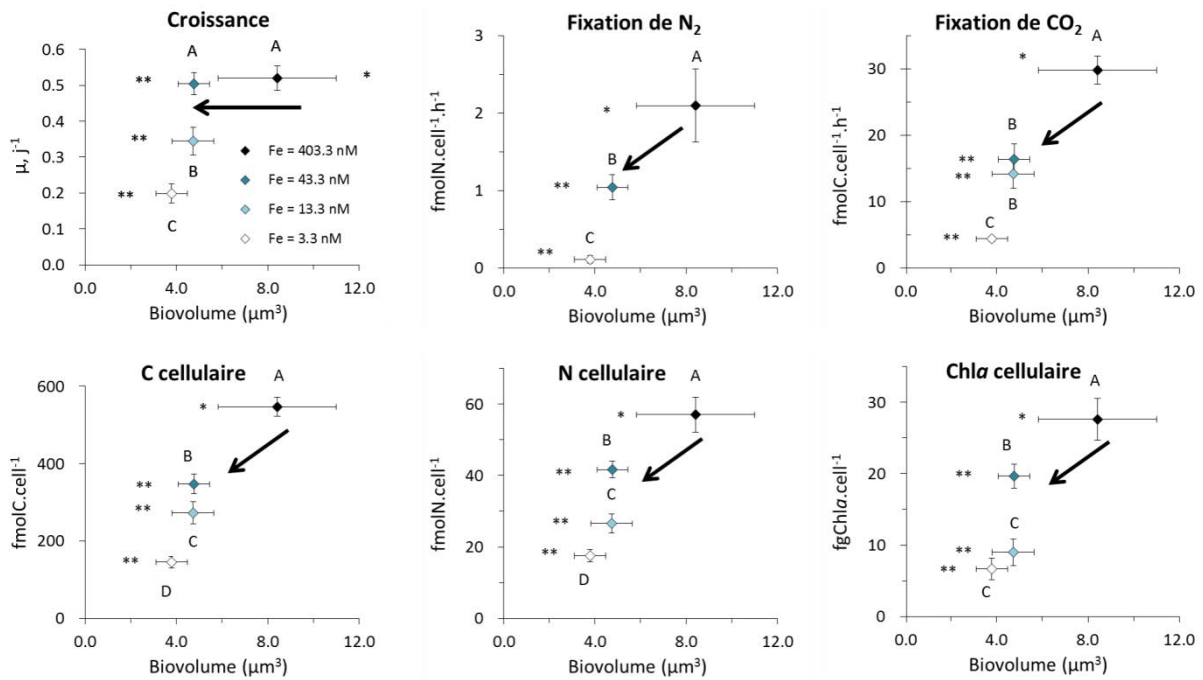 Croissance
A
A
0.6
**
*
0.5
0.4
**
0.3
B
μ, j⁻¹
Fe = 403.3 nM
Fe = 43.3 nM
Fe = 13.3 nM
Fe = 3.3 nM
0.2
**
C
0.1
0.0
0.0 4.0 8.0 12.0
Biovolume (μm³)
Fixation de N₂
A
3
*
2
fmolN.cell⁻¹.h⁻¹
B
**
1
C
**
0
0.0 4.0 8.0 12.0
Biovolume (μm³)
Fixation de CO₂
A
*
30
fmolC.cell⁻¹.h⁻¹
20
B
**
**
B
10
C
**
0
0.0 4.0 8.0 12.0
Biovolume (μm³)
C cellulaire
A
600
*
B
400
**
**
C
fmolC.cell⁻¹
200
**
D
0
0.0 4.0 8.0 12.0
Biovolume (μm³)
N cellulaire
A
60
*
B
**
40
C
fmolN.cell⁻¹
**
20
**
D
0
0.0 4.0 8.0 12.0
Biovolume (μm³)
Chla cellulaire
A
30
*
B
**
20
fgChla.cell⁻¹
C
**
10
**
C
0
0.0 4.0 8.0 12.0
Biovolume (μm³)